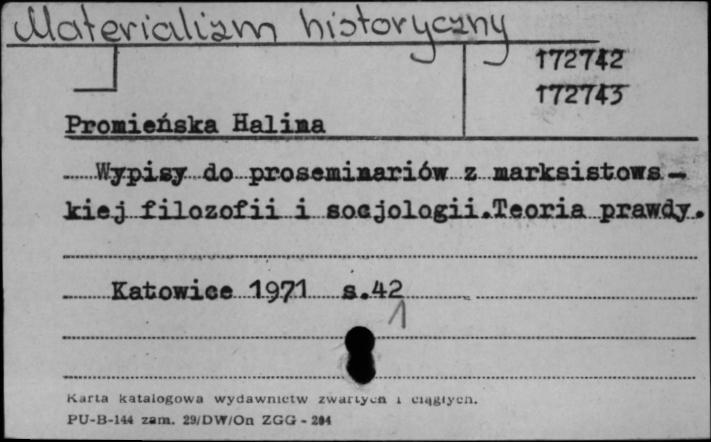 Materializm historyczny
172742
172743
Promieńska Halina
Wypisy do proseminariów z marksistows-
kiej filozofii i socjologii.Teoria prawdy.
Katowice 1971 s.42
1
Karta katalogowa wydawnictw zwartych i ciągłych.
PU-B-144 zam. 29/DW/On ZGG - 204